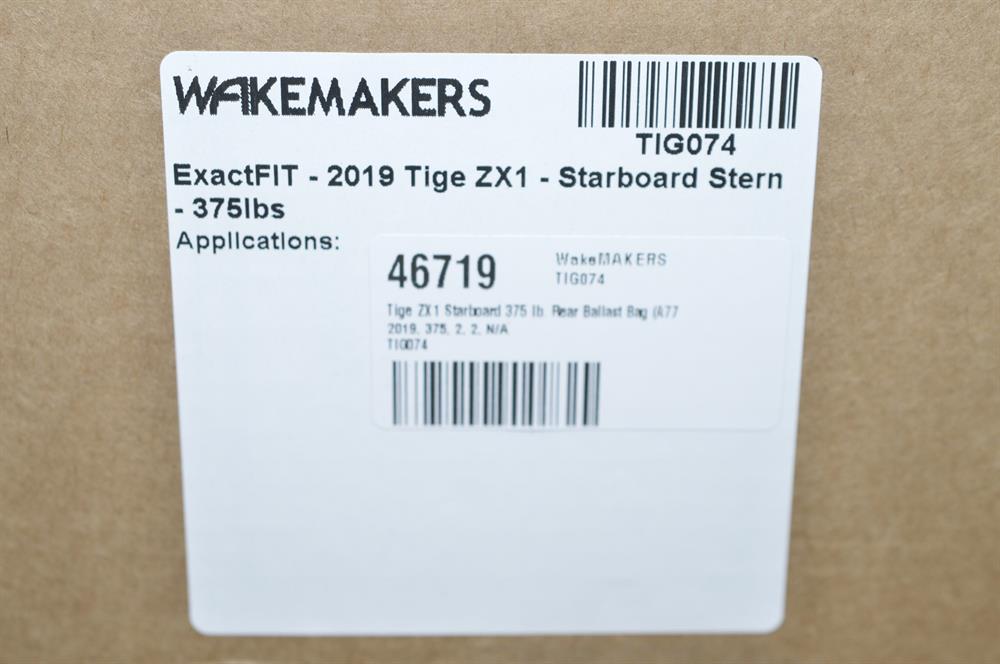 WAKEMAKERS
TIG074
ExactFIT - 2019 Tige ZX1 - Starboard Stern
- 375lbs
Applications:
46719
WakeMAKERS
TIG074
Tige ZX1 Starboard 375 lb. Rear Ballast Bag (A77
2019, 375, 2, 2, N/A
TIG074